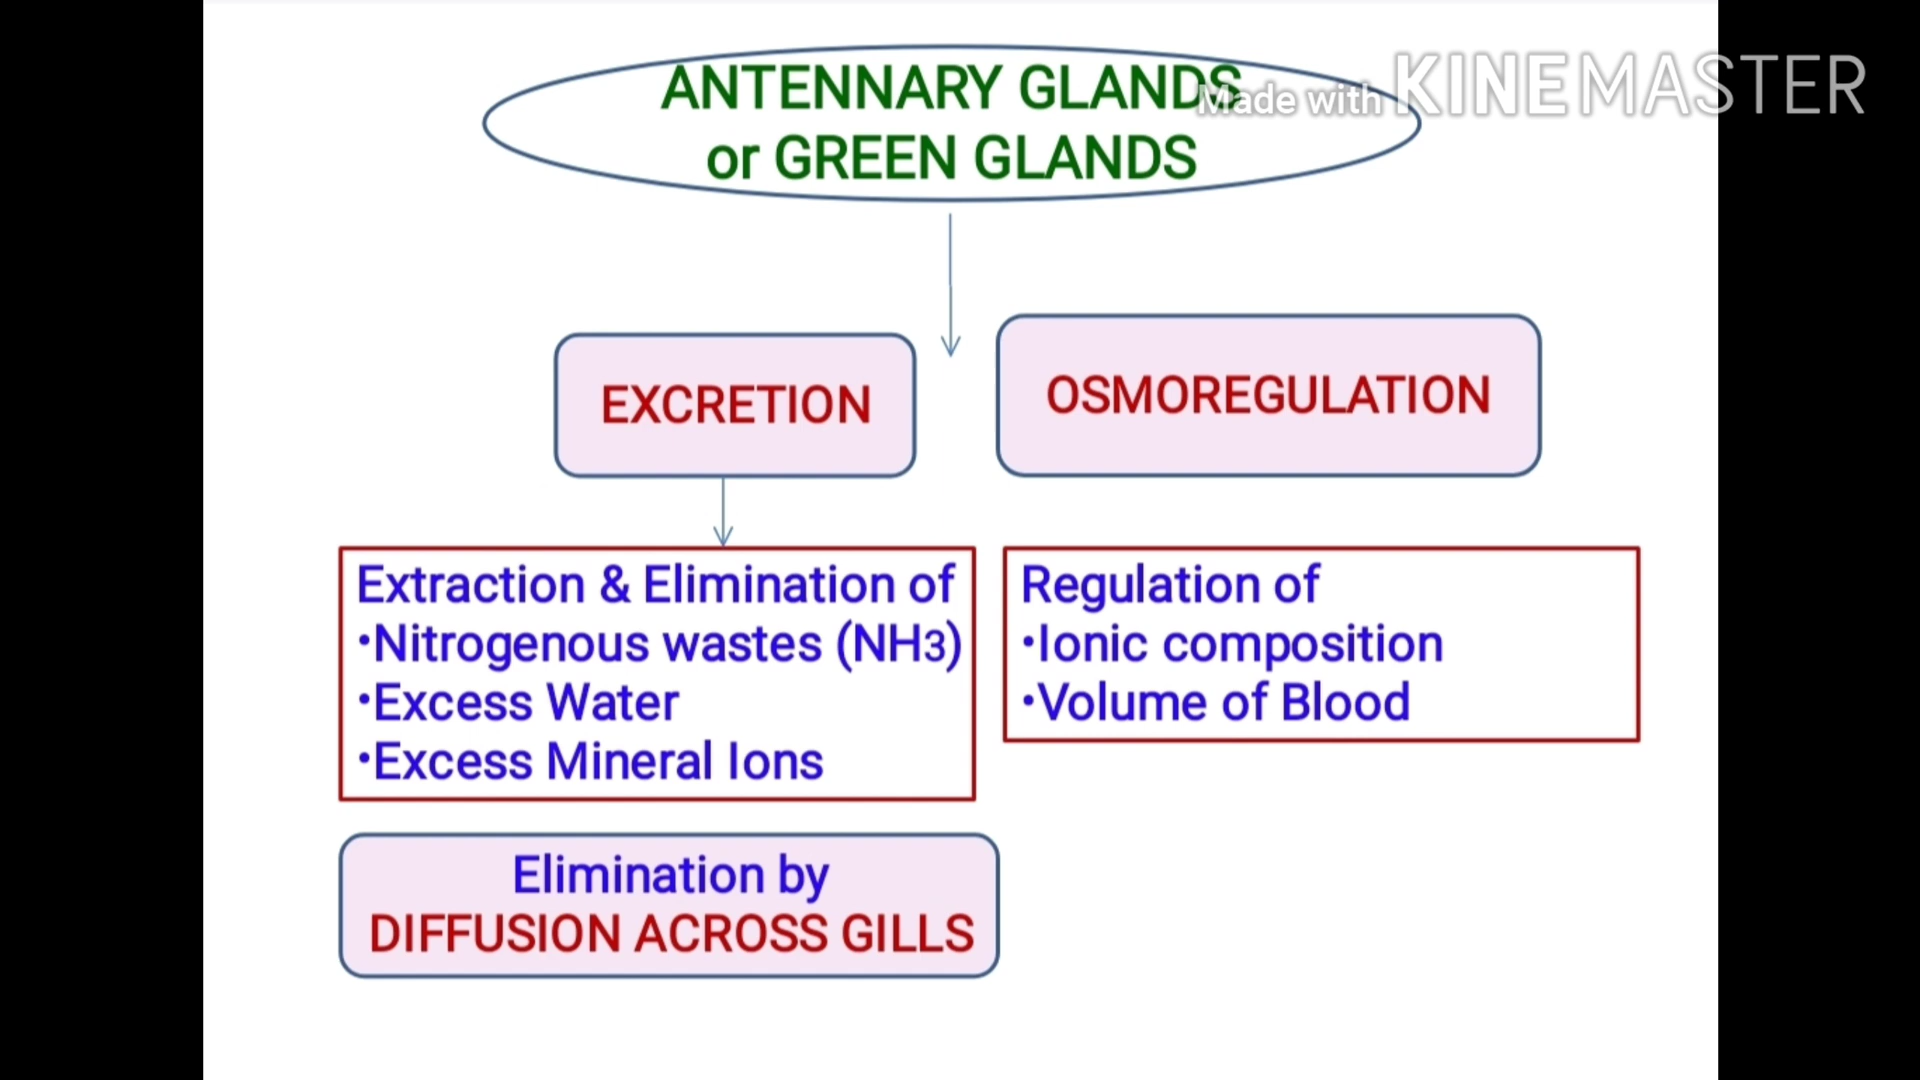 ANTENNARY GLANDS
or GREEN GLANDS
Made with KINEMASTER
EXCRETION
OSMOREGULATION
Extraction & Elimination of
•Nitrogenous wastes (NH3)
•Excess Water
•Excess Mineral Ions
Regulation of
•Ionic composition
•Volume of Blood
Elimination by
DIFFUSION ACROSS GILLS